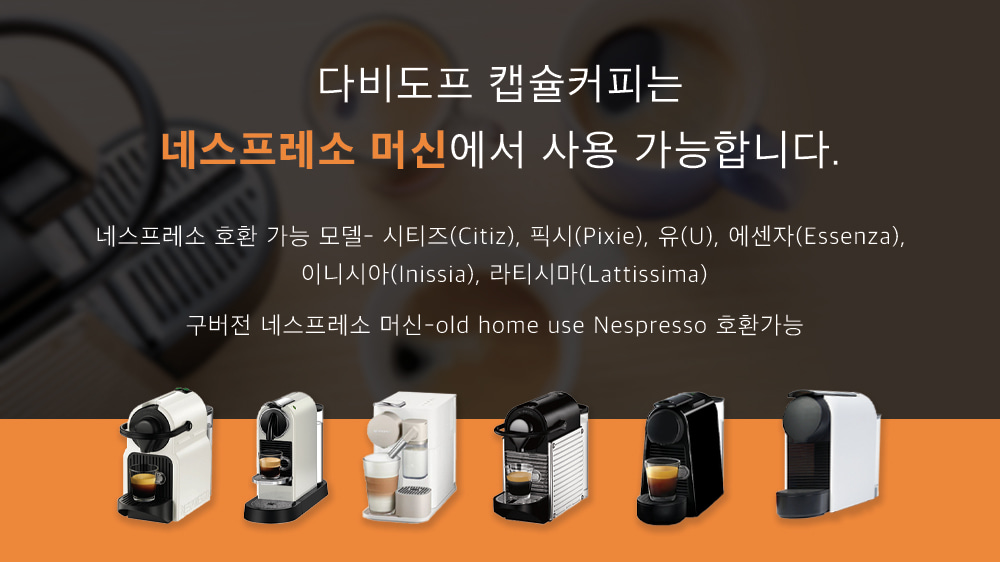 다비도프 캡슐커피는
네스프레소 머신에서 사용 가능합니다.
네스프레소 호환 가능 모델- 시티즈(Citiz), 픽시(Pixie), 유(U), 에센자(Essenza),
이니시아(Inissia), 라티시마(Lattissima)
구버전 네스프레소 머신-old home use Nespresso 호환가능